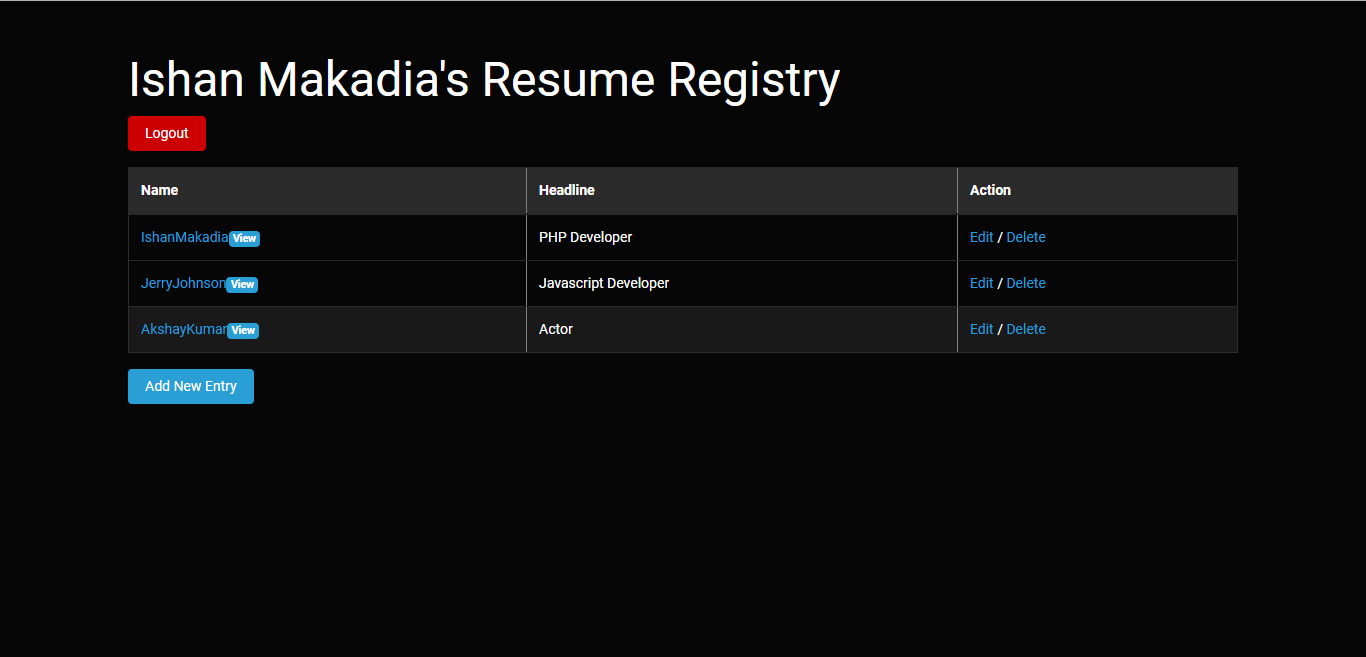 Ishan Makadia's Resume Registry
Logout
Name Headline Action
IshanMakadia View PHP Developer Edit / Delete
JerryJohnson View Javascript Developer Edit / Delete
AkshayKumar View Actor Edit / Delete
Add New Entry